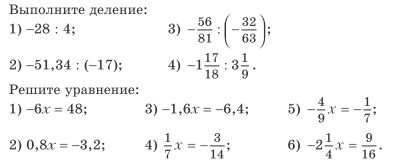 Выполните деление:
1) –28 : 4; 3) –56/81 : (–32/63);
2) –51,34 : (–17); 4) –1 17/18 : 3 1/9 .
Решите уравнение:
1) –6x = 48; 3) –1,6x = –6,4; 5) –4/9 x = –1/7;
2) 0,8x = –3,2; 4) 1/7 x = –3/14; 6) –2 1/4 x = 9/16 .